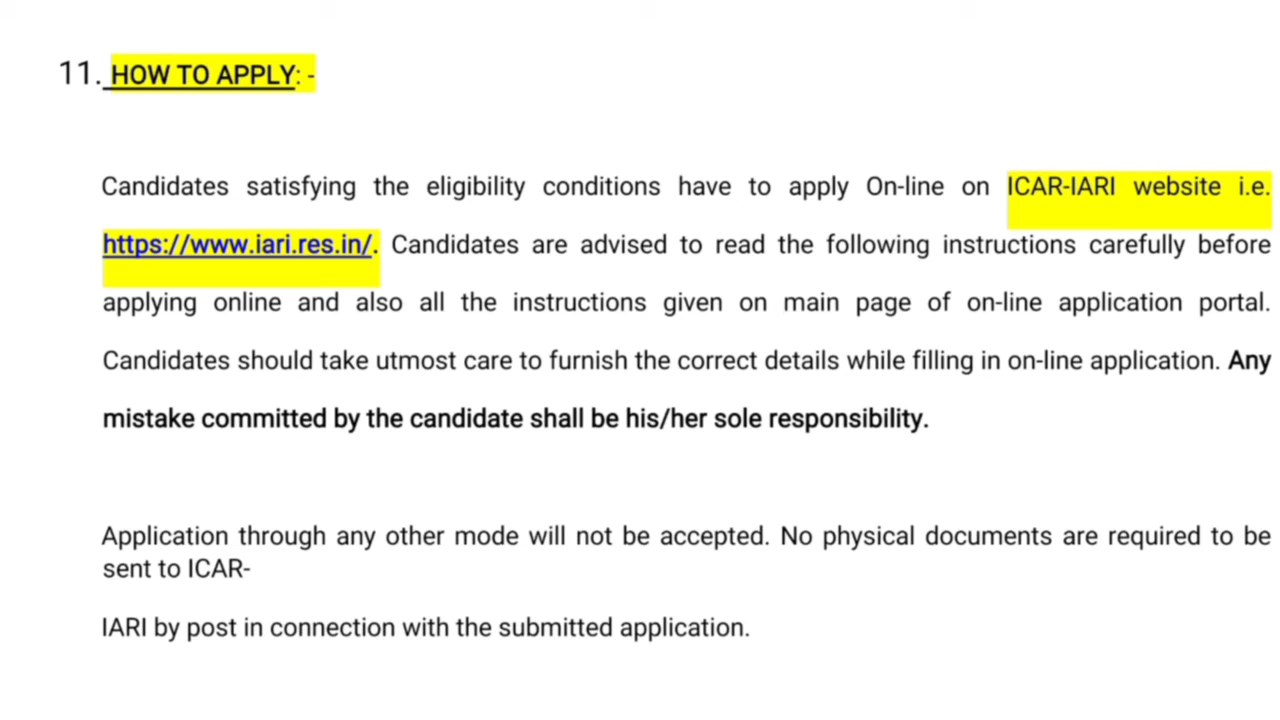 11. HOW TO APPLY: -
Candidates satisfying the eligibility conditions have to apply On-line on ICAR-IARI website i.e.
https://www.iari.res.in/. Candidates are advised to read the following instructions carefully before
applying online and also all the instructions given on main page of on-line application portal.
Candidates should take utmost care to furnish the correct details while filling in on-line application. Any
mistake committed by the candidate shall be his/her sole responsibility.
Application through any other mode will not be accepted. No physical documents are required to be
sent to ICAR-
IARI by post in connection with the submitted application.